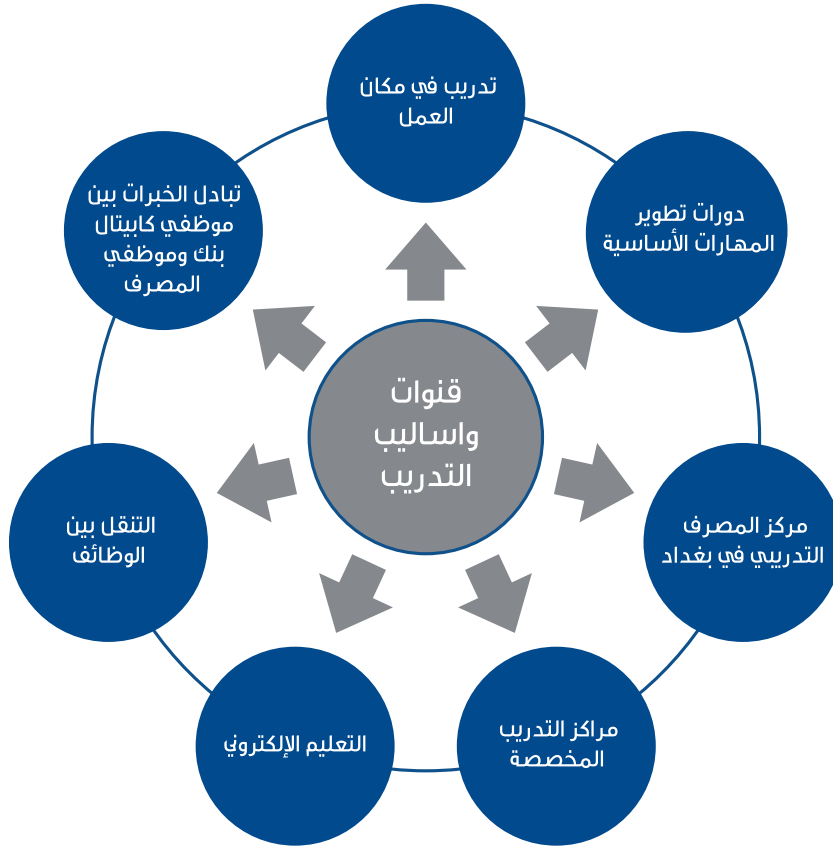 تدريب في مكان
العمل
دورات تطوير
المهارات الأساسية
مركز المصرف
التدريبي في بغداد
مراكز التدريب
المخصصة
التعليم الإلكتروني
التنقل بين
الوظائف
تبادل الخبرات بين
موظفي كابيتال
بنك وموظفي
المصرف
قنوات
واساليب
التدريب